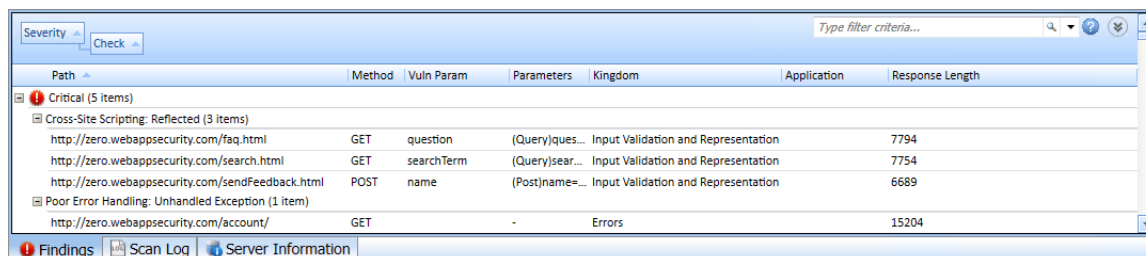 Severity
Check
Type filter criteria...
Path Method Vuln Param Parameters Kingdom Application Response Length
Critical (5 items)
Cross-Site Scripting: Reflected (3 items)
http://zero.webappsecurity.com/faq.html GET question (Query)ques... Input Validation and Representation 7794
http://zero.webappsecurity.com/search.html GET searchTerm (Query)sear... Input Validation and Representation 7754
http://zero.webappsecurity.com/sendFeedback.html POST name (Post)name=... Input Validation and Representation 6689
Poor Error Handling: Unhandled Exception (1 item)
http://zero.webappsecurity.com/account/ GET - Errors 15204
Findings LOG Scan Log Server Information